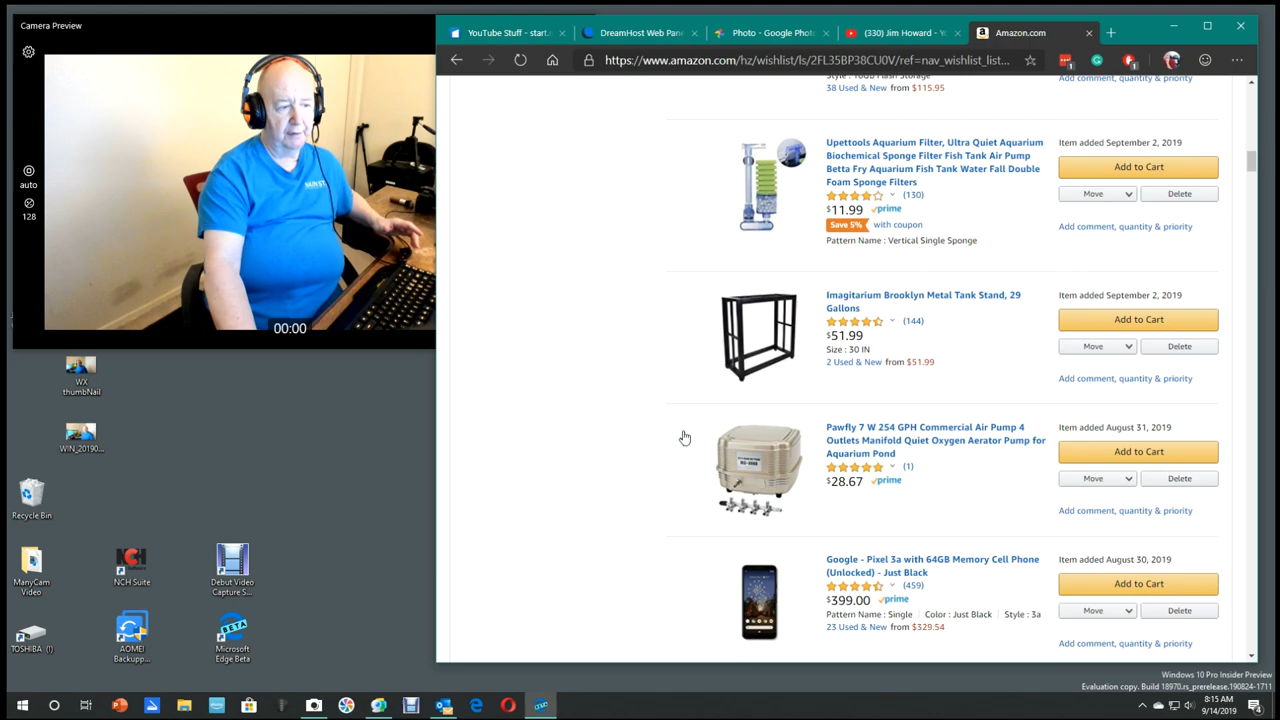 Camera Preview
YouTube Stuff - start.
DreamHost Web Pane
Photo - Google Phot
(330) Jim Howard - Y
Amazon.com
https://www.amazon.com/hz/wishlist/ls/2FL35BP38CU0V/ref=nav_wishlist_list...
Style : 16GB Flash Storage
38 Used & New from $115.95
Add comment, quantity & priority
Upettools Aquarium Filter, Ultra Quiet Aquarium
Biochemical Sponge Filter Fish Tank Air Pump
Betta Fry Aquarium Fish Tank Water Fall Double
Foam Sponge Filters
(130)
$11.99 prime
Save 5% with coupon
Pattern Name : Vertical Single Sponge
Item added September 2, 2019
Add to Cart
Move
Delete
Add comment, quantity & priority
Imagitarium Brooklyn Metal Tank Stand, 29
Gallons
(144)
$51.99
Size : 30 IN
2 Used & New from $51.99
Item added September 2, 2019
Add to Cart
Move
Delete
Add comment, quantity & priority
Pawfly 7 W 254 GPH Commercial Air Pump 4
Outlets Manifold Quiet Oxygen Aerator Pump for
Aquarium Pond
(1)
$28.67 prime
Item added August 31, 2019
Add to Cart
Move
Delete
Add comment, quantity & priority
Google - Pixel 3a with 64GB Memory Cell Phone
(Unlocked) - Just Black
(459)
$399.00 prime
Pattern Name : Single
Color : Just Black
Style : 3a
23 Used & New from $329.54
Item added August 30, 2019
Add to Cart
Move
Delete
Add comment, quantity & priority
auto
128
00:00
WX
thumbNail
WIN_20190...
Recycle Bin
ManyCam
Video
NCH Suite
Debut Video
Capture S...
TOSHIBA (I)
AOMEI
Backupp...
BETA
Microsoft
Edge Beta
Windows 10 Pro Insider Preview
Evaluation copy. Build 18970.rs_prerelease.190824-1711
8:15 AM
9/14/2019
4